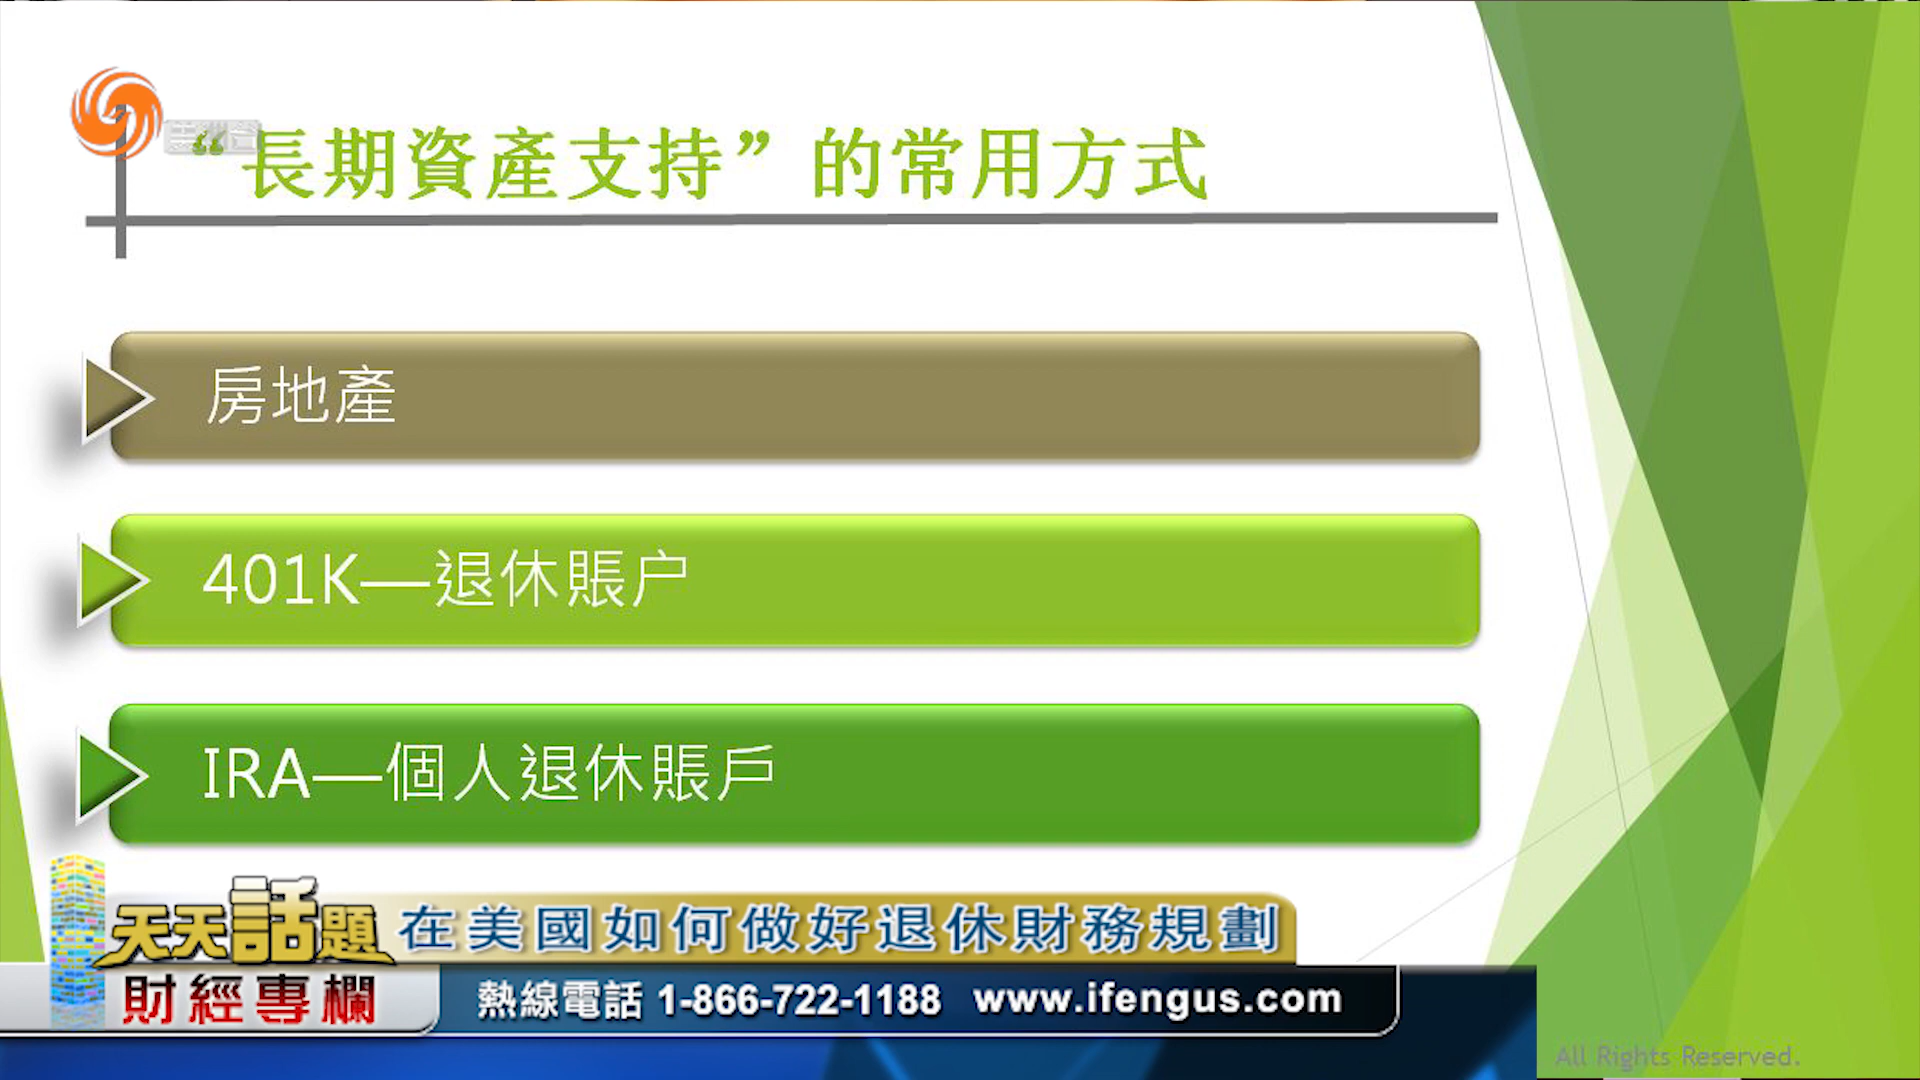 “長期資產支持”的常用方式
房地產
401K—退休賬户
IRA—個人退休賬戶
天天話題 在美國如何做好退休財務規劃
財經專欄 熱線電話 1-866-722-1188 www.ifengus.com
All Rights Reserved.